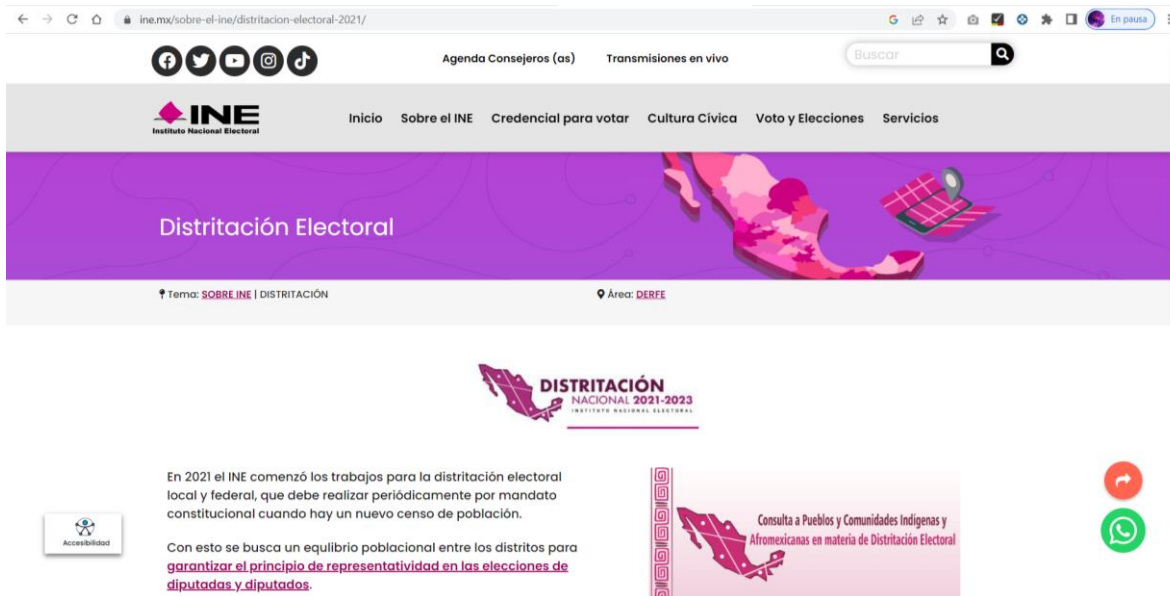 ine.mx/sobre-el-ine/distritacion-electoral-2021/
En pausa
Agenda Consejeros (as)
Transmisiones en vivo
Buscar
INE
Instituto Nacional Electoral
Inicio
Sobre el INE
Credencial para votar
Cultura Cívica
Voto y Elecciones
Servicios
Distritación Electoral
Tema: SOBRE INE | DISTRITACIÓN
Área: DERFE
DISTRITACIÓN
NACIONAL 2021-2023
INSTITUTO NACIONAL ELECTORAL
En 2021 el INE comenzó los trabajos para la distritación electoral
local y federal, que debe realizar periódicamente por mandato
constitucional cuando hay un nuevo censo de población.
Con esto se busca un equlibrio poblacional entre los distritos para
garantizar el principio de representatividad en las elecciones de
diputadas y diputados.
Consulta a Pueblos y Comunidades Indígenas y
Afromexicanas en materia de Distritación Electoral
Accesibilidad